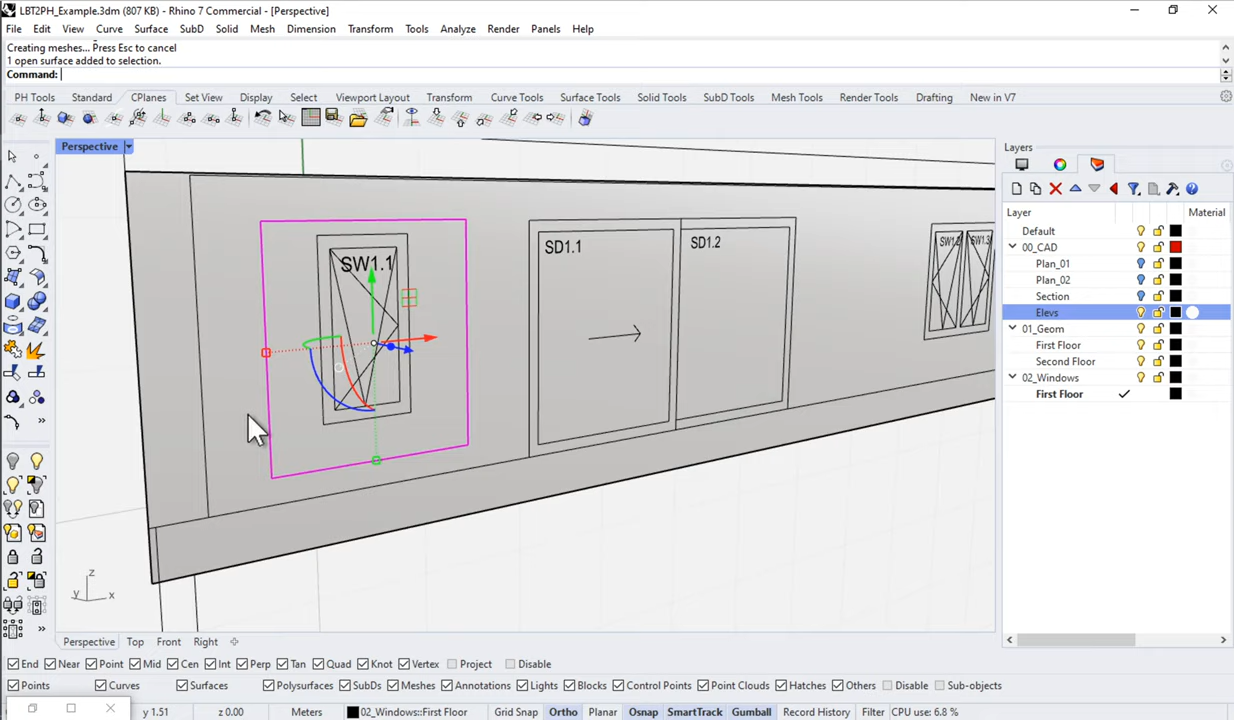 LBT2PH_Example.3dm (807 KB) - Rhino 7 Commercial - [Perspective]
File Edit View Curve Surface SubD Solid Mesh Dimension Transform Tools Analyze Render Panels Help
Creating meshes... Press Esc to cancel
1 open surface added to selection.
Command:
PH Tools Standard CPlanes Set View Display Select Viewport Layout Transform Curve Tools Surface Tools Solid Tools SubD Tools Mesh Tools Render Tools Drafting New in V7
Perspective
Layers
Layer Material
Default
00_CAD
Plan_01
Plan_02
Section
Elevs
01_Geom
First Floor
Second Floor
02_Windows
First Floor
SW1.1
SD1.1
SD1.2
SW1.2
SW1.3
z
y x
Perspective Top Front Right
End Near Point Mid Cen Int Perp Tan Quad Knot Vertex Project Disable
Points Curves Surfaces Polysurfaces SubDs Meshes Annotations Lights Blocks Control Points Point Clouds Hatches Others Disable Sub-objects
y 1.51 z 0.00 Meters 02_Windows::First Floor Grid Snap Ortho Planar Osnap SmartTrack Gumball Record History Filter CPU use: 6.8 %